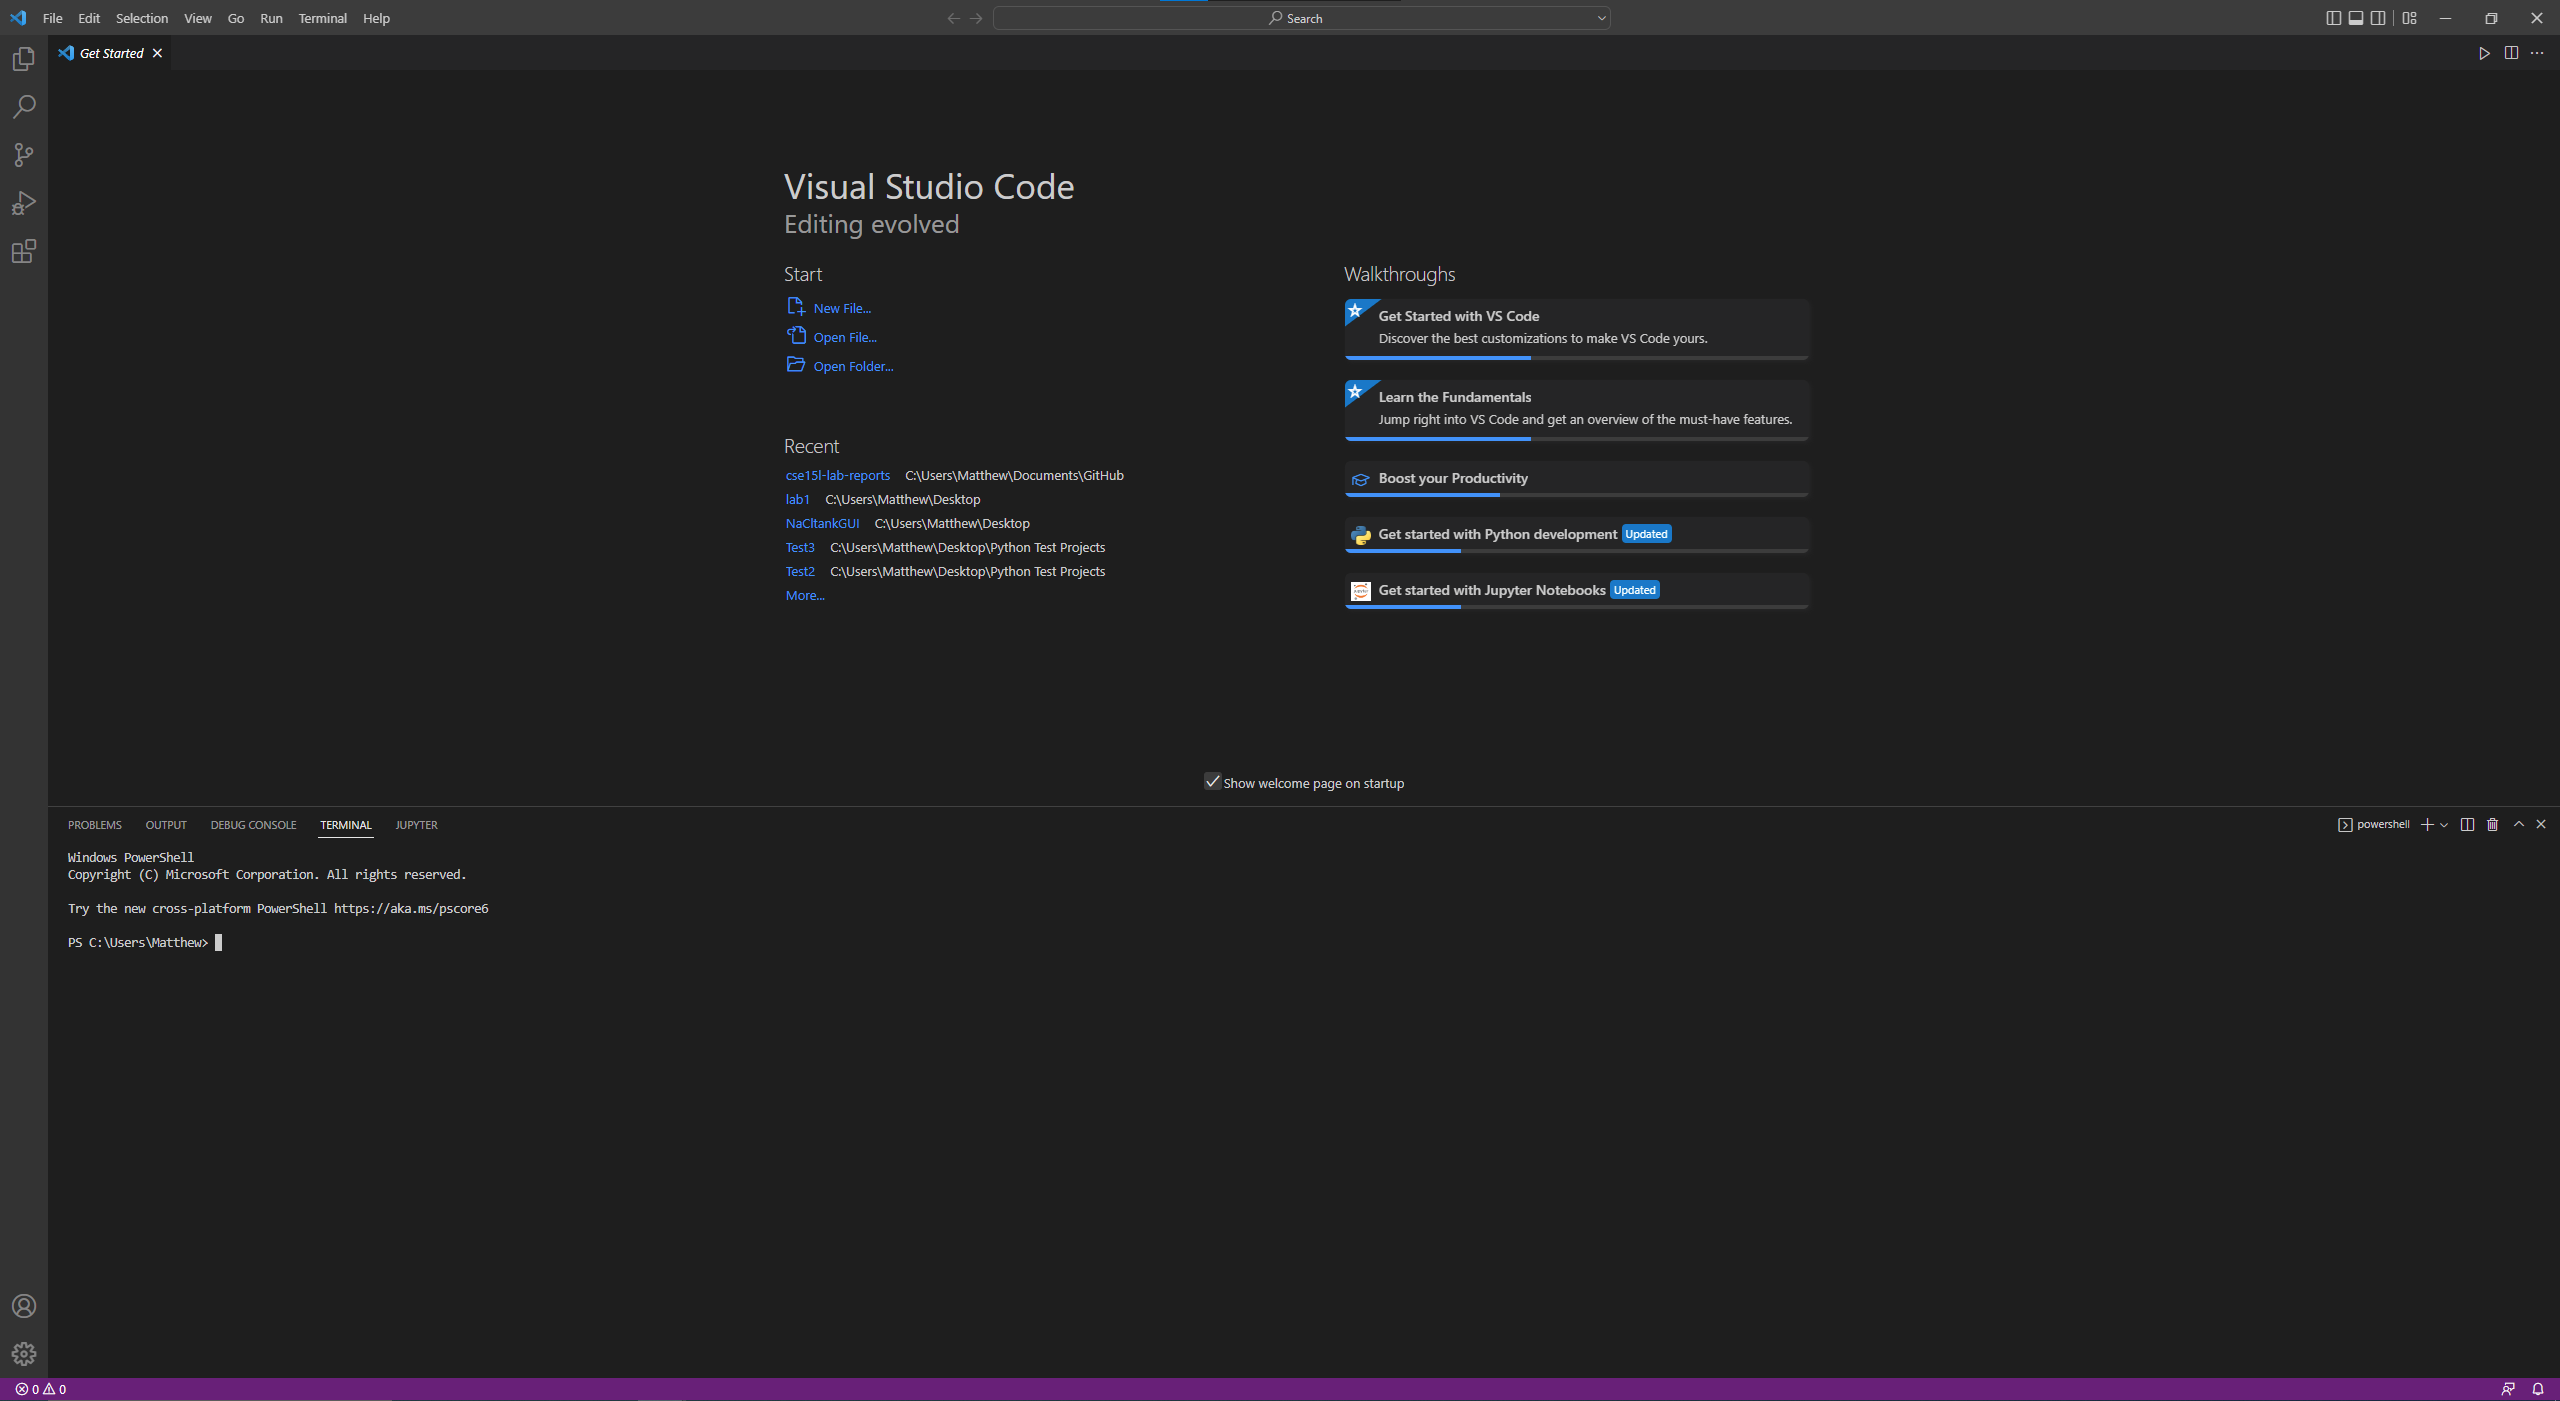 File Edit Selection View Go Run Terminal Help
Search
Get Started
Visual Studio Code
Editing evolved
Start
New File...
Open File...
Open Folder...
Recent
cse15l-lab-reports C:\Users\Matthew\Documents\GitHub
lab1 C:\Users\Matthew\Desktop
NaCltankGUI C:\Users\Matthew\Desktop
Test3 C:\Users\Matthew\Desktop\Python Test Projects
Test2 C:\Users\Matthew\Desktop\Python Test Projects
More...
Walkthroughs
Get Started with VS Code
Discover the best customizations to make VS Code yours.
Learn the Fundamentals
Jump right into VS Code and get an overview of the must-have features.
Boost your Productivity
Get started with Python development Updated
Get started with Jupyter Notebooks Updated
Show welcome page on startup
PROBLEMS OUTPUT DEBUG CONSOLE TERMINAL JUPYTER
powershell
Windows PowerShell
Copyright (C) Microsoft Corporation. All rights reserved.
Try the new cross-platform PowerShell https://aka.ms/pscore6
PS C:\Users\Matthew>
0 0